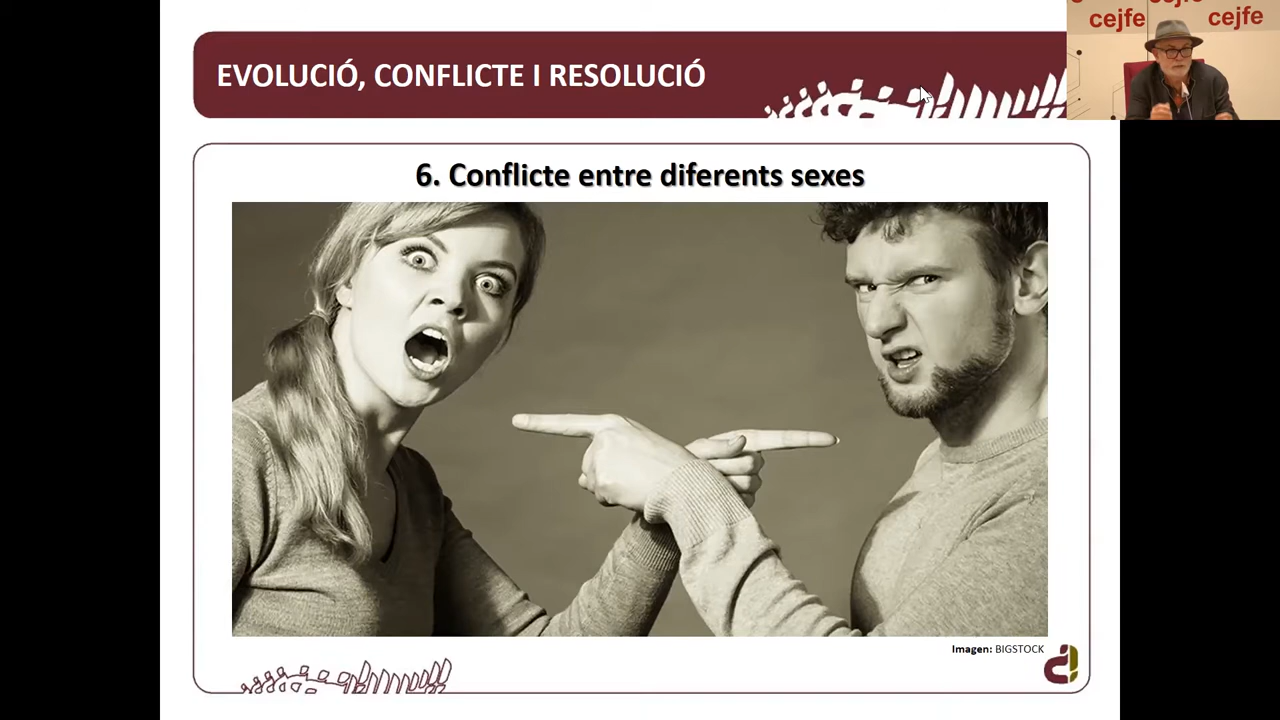 EVOLUCIÓ, CONFLICTE I RESOLUCIÓ
cejfe
cejfe
6. Conflicte entre diferents sexes
Imagen: BIGSTOCK